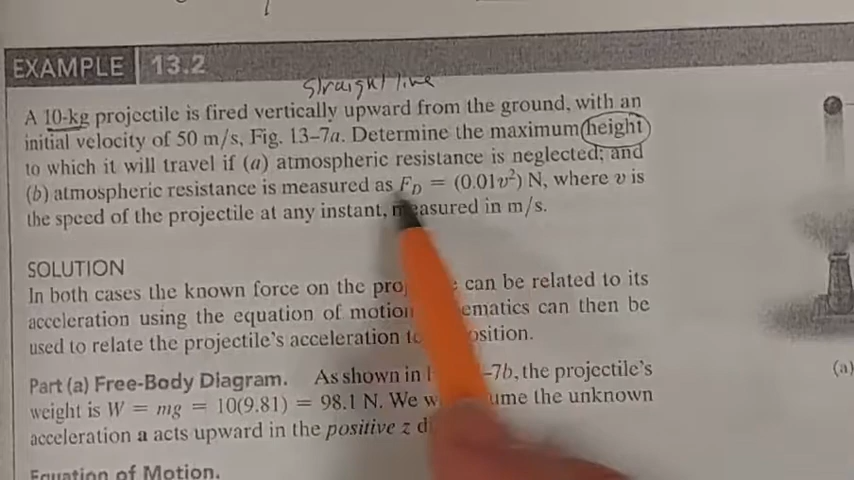 EXAMPLE 13.2
straight line
A 10-kg projectile is fired vertically upward from the ground, with an
initial velocity of 50 m/s, Fig. 13–7a. Determine the maximum height
to which it will travel if (a) atmospheric resistance is neglected; and
(b) atmospheric resistance is measured as F_D = (0.01v²) N, where v is
the speed of the projectile at any instant, measured in m/s.
SOLUTION
In both cases the known force on the can be related to its
acceleration using the equation of motion can then be
used to relate the projectile's acceleration
Part (a) Free-Body Diagram. As shown in –7b, the projectile's
weight is W = mg = 10(9.81) = 98.1 N. We the unknown
acceleration a acts upward in the positive z
(a)
Equation of Motion.